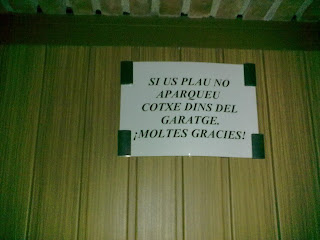 SI US PLAU NO
APARQUEU
COTXE DINS DEL
GARATGE.
¡MOLTES GRACIES!